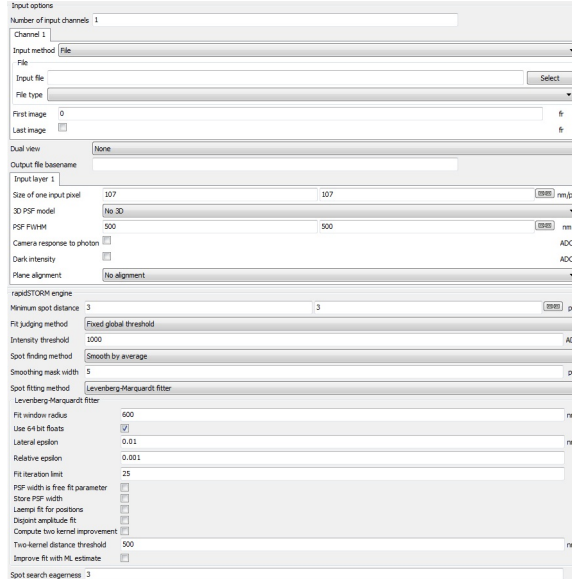 Input options
Number of input channels 1
Channel 1
Input method File
File
Input file Select
File type
First image 0 fr
Last image fr
Dual view None
Output file basename
Input layer 1
Size of one input pixel 107 107 nm/p
3D PSF model No 3D
PSF FWHM 500 500 nm
Camera response to photon ADC
Dark intensity ADC
Plane alignment No alignment
rapidSTORM engine
Minimum spot distance 3 3 p
Fit judging method Fixed global threshold
Intensity threshold 1000 AD
Spot finding method Smooth by average
Smoothing mask width 5 p
Spot fitting method Levenberg-Marquardt fitter
Levenberg-Marquardt fitter
Fit window radius 600 nm
Use 64 bit floats
Lateral epsilon 0.01 nm
Relative epsilon 0.001
Fit iteration limit 25
PSF width is free fit parameter
Store PSF width
Laempi fit for positions
Disjoint amplitude fit
Compute two kernel improvement
Two-kernel distance threshold 500 nm
Improve fit with ML estimate
Spot search eagerness 3